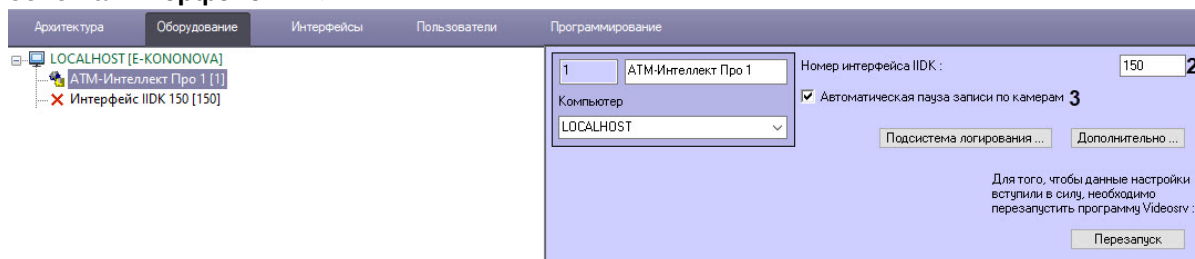 Архитектура Оборудование Интерфейсы Пользователи Программирование
LOCALHOST [E-KONONOVA]
АТМ-Интеллект Про 1 [1]
Интерфейс IIDK 150 [150]
1 АТМ-Интеллект Про 1
Компьютер
LOCALHOST
Номер интерфейса IIDK : 150 2
Автоматическая пауза записи по камерам 3
Подсистема логирования ... Дополнительно ...
Для того, чтобы данные настройки
вступили в силу, необходимо
перезапустить программу Videosrv :
Перезапуск